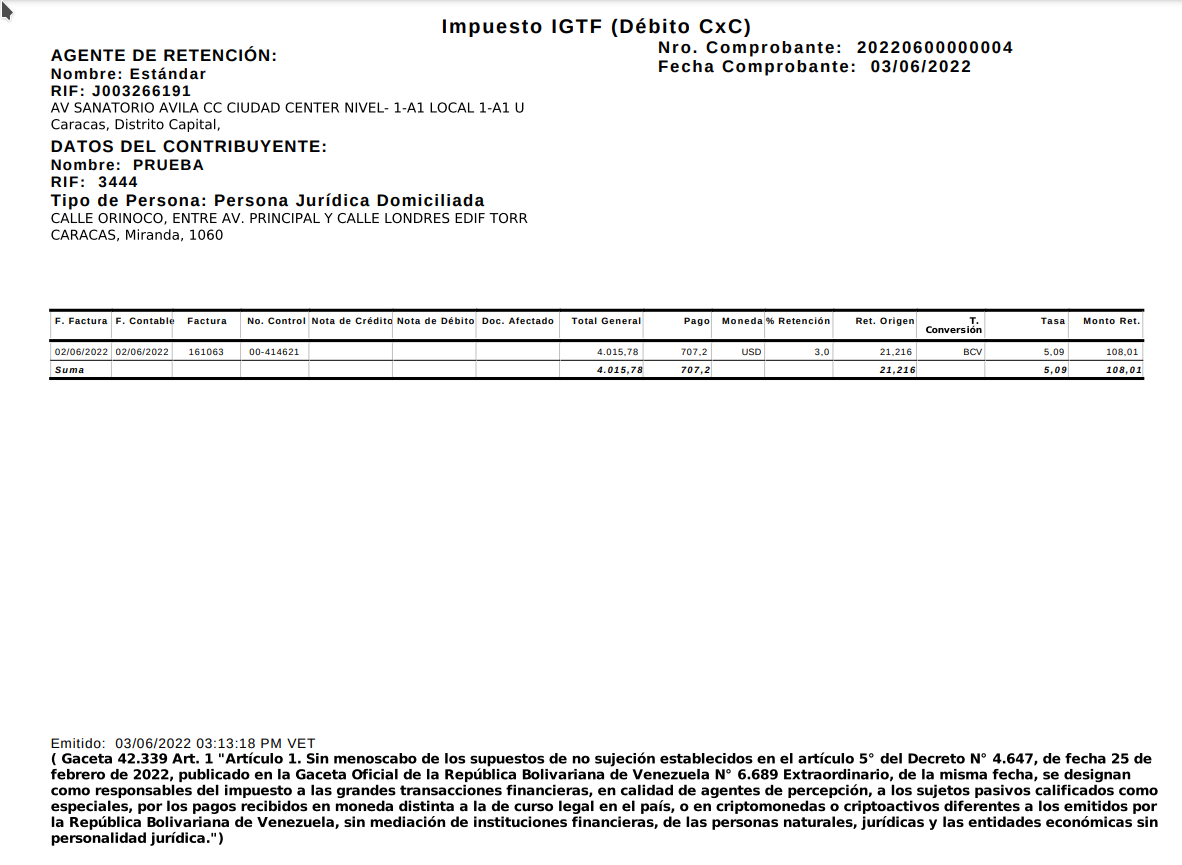 Impuesto IGTF (Débito CxC)
Nro. Comprobante: 20220600000004
Fecha Comprobante: 03/06/2022
AGENTE DE RETENCIÓN:
Nombre: Estándar
RIF: J003266191
AV SANATORIO AVILA CC CIUDAD CENTER NIVEL- 1-A1 LOCAL 1-A1 U
Caracas, Distrito Capital,
DATOS DEL CONTRIBUYENTE:
Nombre: PRUEBA
RIF: 3444
Tipo de Persona: Persona Jurídica Domiciliada
CALLE ORINOCO, ENTRE AV. PRINCIPAL Y CALLE LONDRES EDIF TORR
CARACAS, Miranda, 1060
F. Factura F. Contable Factura No. Control Nota de Crédito Nota de Débito Doc. Afectado Total General Pago Moneda % Retención Ret. Origen T. Conversión Tasa Monto Ret.
02/06/2022 02/06/2022 161063 00-414621 4.015,78 707,2 USD 3,0 21,216 BCV 5,09 108,01
Suma 4.015,78 707,2 21,216 5,09 108,01
Emitido: 03/06/2022 03:13:18 PM VET
( Gaceta 42.339 Art. 1 "Artículo 1. Sin menoscabo de los supuestos de no sujeción establecidos en el artículo 5° del Decreto N° 4.647, de fecha 25 de
febrero de 2022, publicado en la Gaceta Oficial de la República Bolivariana de Venezuela N° 6.689 Extraordinario, de la misma fecha, se designan
como responsables del impuesto a las grandes transacciones financieras, en calidad de agentes de percepción, a los sujetos pasivos calificados como
especiales, por los pagos recibidos en moneda distinta a la de curso legal en el país, o en criptomonedas o criptoactivos diferentes a los emitidos por
la República Bolivariana de Venezuela, sin mediación de instituciones financieras, de las personas naturales, jurídicas y las entidades económicas sin
personalidad jurídica.")